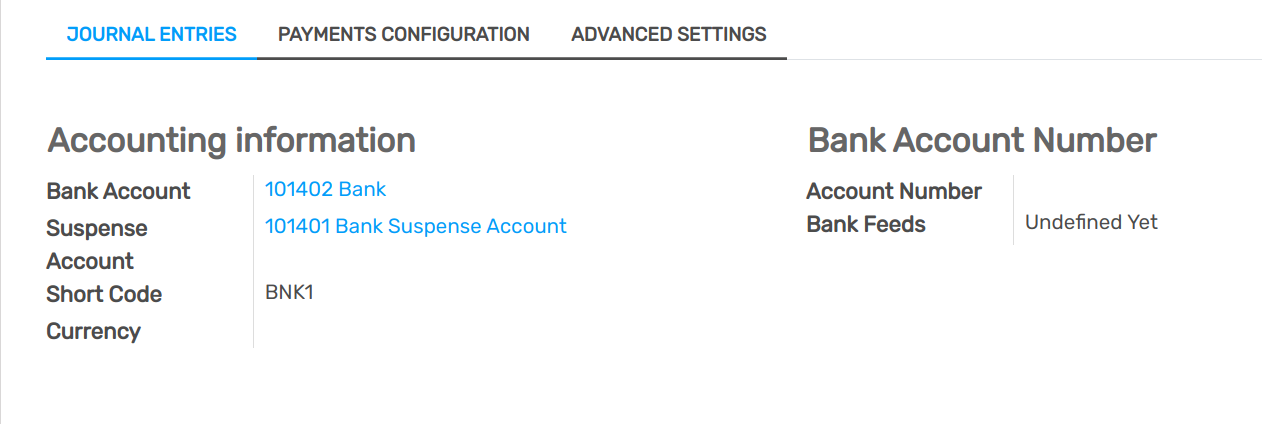 JOURNAL ENTRIES PAYMENTS CONFIGURATION ADVANCED SETTINGS
Accounting information
Bank Account 101402 Bank
Suspense Account 101401 Bank Suspense Account
Short Code BNK1
Currency
Bank Account Number
Account Number
Bank Feeds Undefined Yet